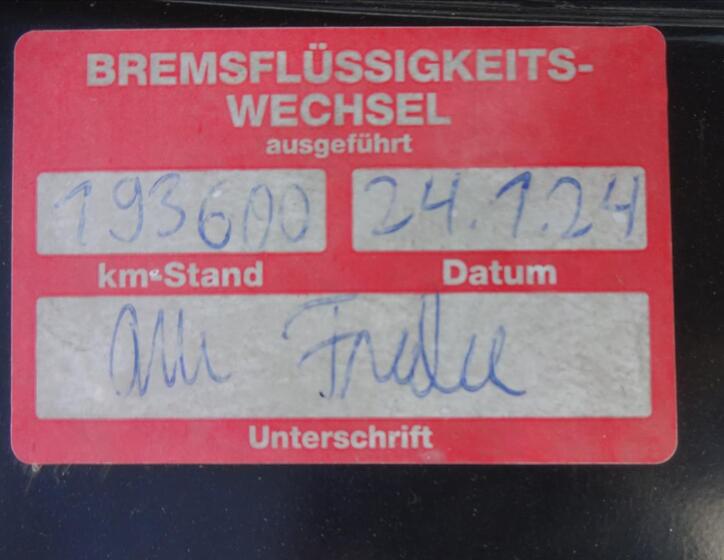 BREMSFLÜSSIGKEITS-
WECHSEL
ausgeführt
193600 24.1.24
km-Stand Datum
Unterschrift